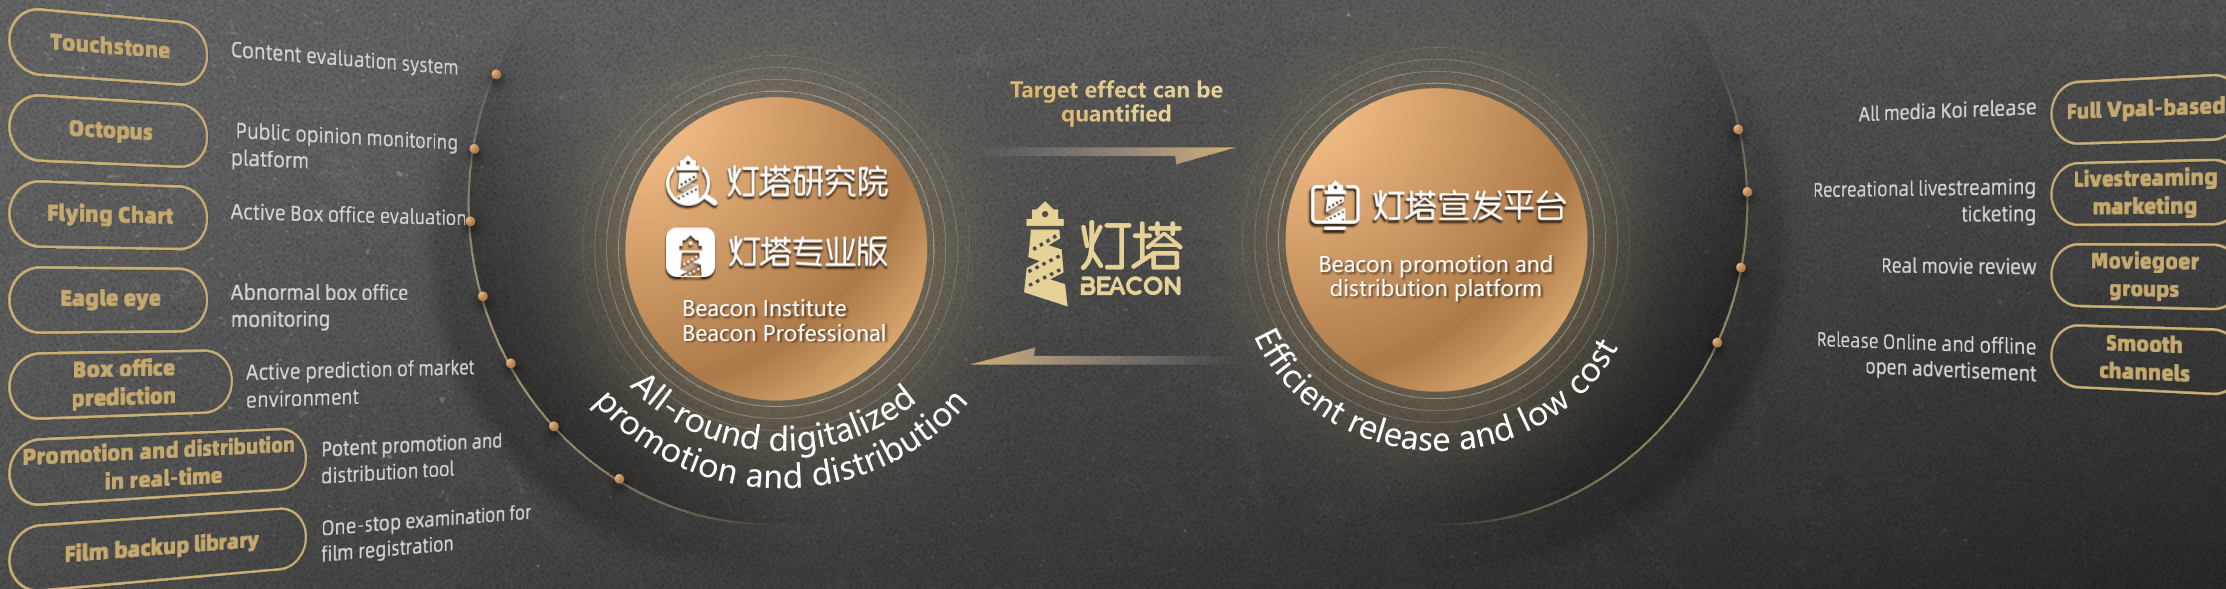 Touchstone
Content evaluation system
Octopus
Public opinion monitoring
platform
Flying Chart
Active Box office evaluation
Eagle eye
Abnormal box office
monitoring
Box office
prediction
Active prediction of market
environment
Promotion and distribution
in real-time
Potent promotion and
distribution tool
Film backup library
One-stop examination for
film registration
灯塔研究院
灯塔专业版
Beacon Institute
Beacon Professional
All-round digitalized
promotion and distribution
Target effect can be
quantified
灯塔
BEACON
灯塔宣发平台
Beacon promotion and
distribution platform
Efficient release and low cost
All media Koi release
Full Vpal-based
Recreational livestreaming
ticketing
Livestreaming
marketing
Real movie review
Moviegoer
groups
Release Online and offline
open advertisement
Smooth
channels